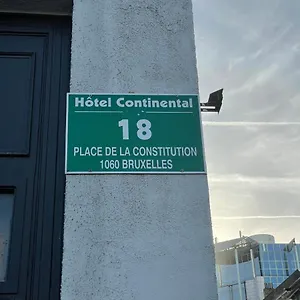 Hôtel Continental
18
PLACE DE LA CONSTITUTION
1060 BRUXELLES